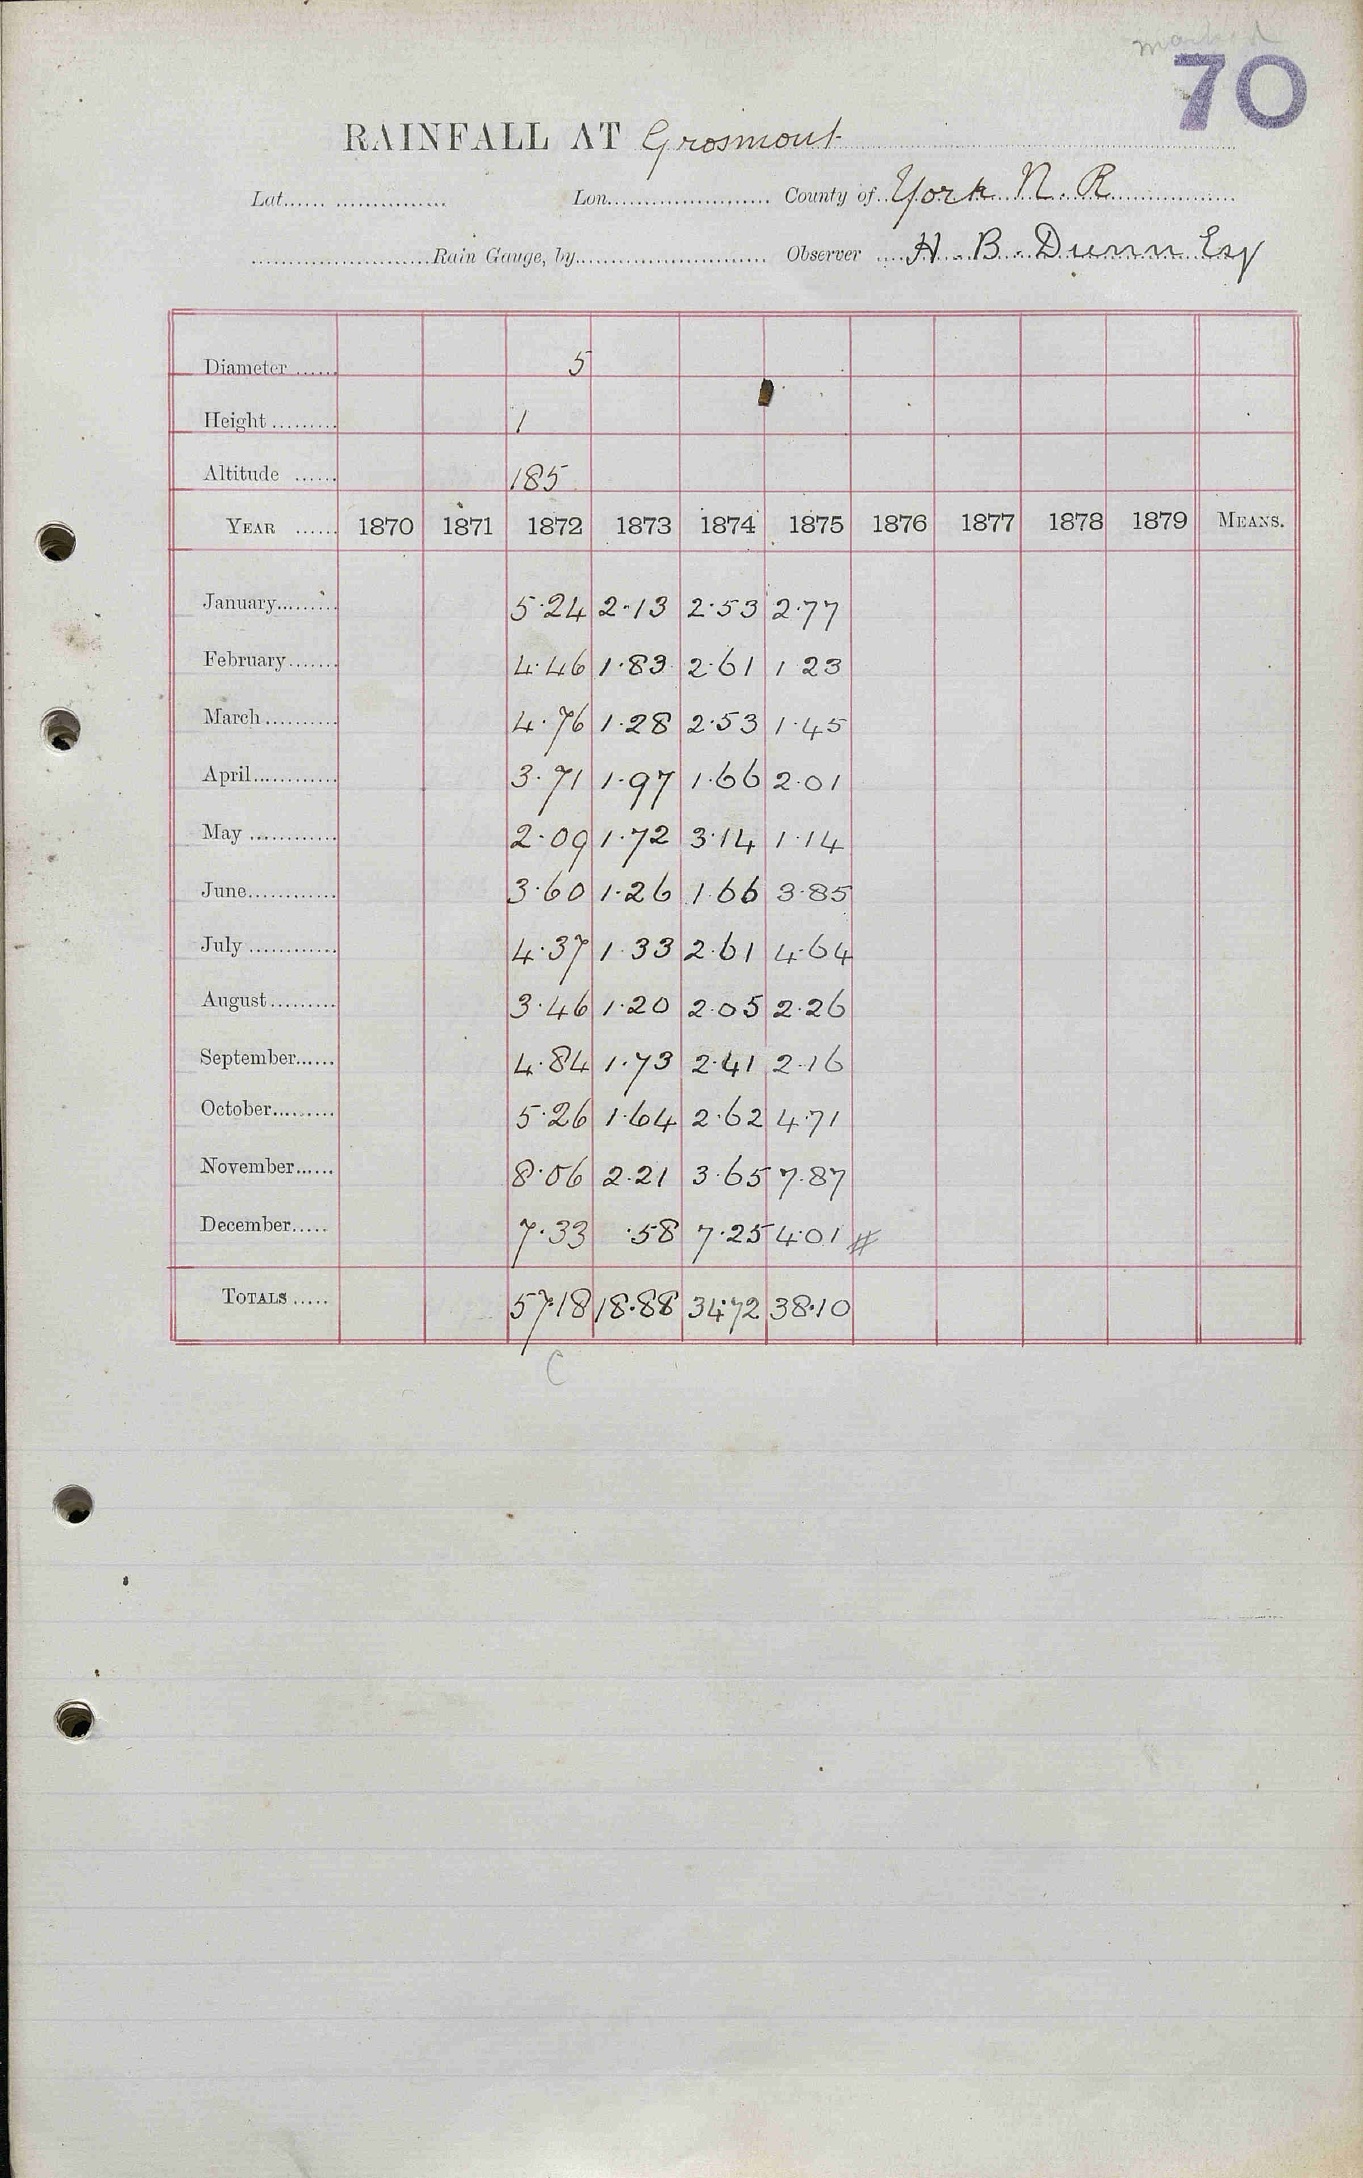 marked
70
RAINFALL AT Grosmont
Lat. Lon. County of York N. R
Rain Gauge, by Observer H. B. Dunn Esq
Diameter 5
Height 1
Altitude 185
YEAR 1870 1871 1872 1873 1874 1875 1876 1877 1878 1879 MEANS.
January 5.24 2.13 2.53 2.77
February 4.46 1.83 2.61 1 23
March 4.76 1.28 2.53 1.45
April 3.71 1.97 1.66 2.01
May 2.09 1.72 3.14 1.14
June 3.60 1.26 1.66 3.85
July 4.37 1.33 2.61 4.64
August 3.46 1.20 2.05 2.26
September 4.84 1.73 2.41 2.16
October 5.26 1.64 2.62 4.71
November 8.06 2.21 3.65 7.87
December 7.33 .58 7.25 4.01 #
TOTALS 57.18 18.88 34.72 38.10
C